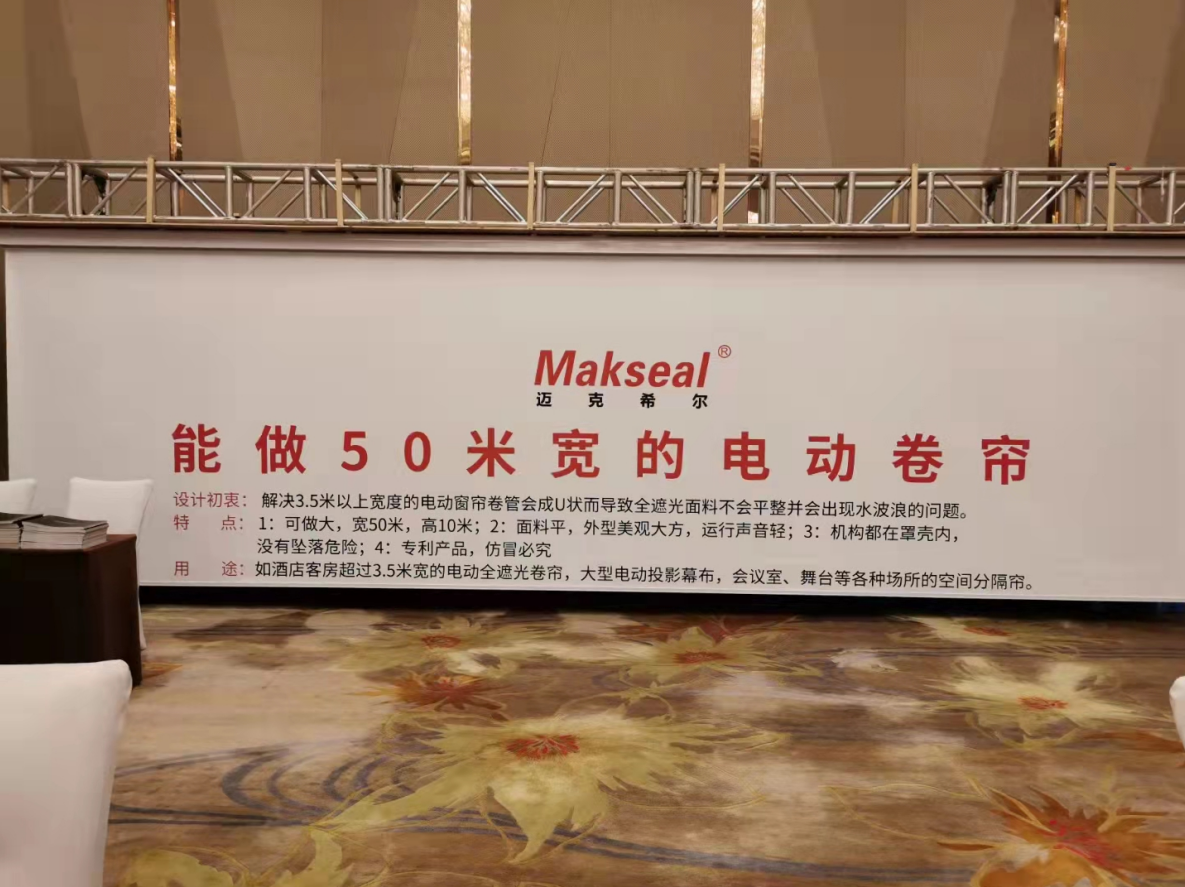 Makseal®
迈克希尔
能做50米宽的电动卷帘
设计初衷：解决3.5米以上宽度的电动窗帘卷管会成U状而导致全遮光面料不会平整并会出现水波浪的问题。
特 点：1：可做大，宽50米，高10米；2：面料平，外型美观大方，运行声音轻；3：机构都在罩壳内，
没有坠落危险；4：专利产品，仿冒必究
用 途：如酒店客房超过3.5米宽的电动全遮光卷帘，大型电动投影幕布，会议室、舞台等各种场所的空间分隔帘。